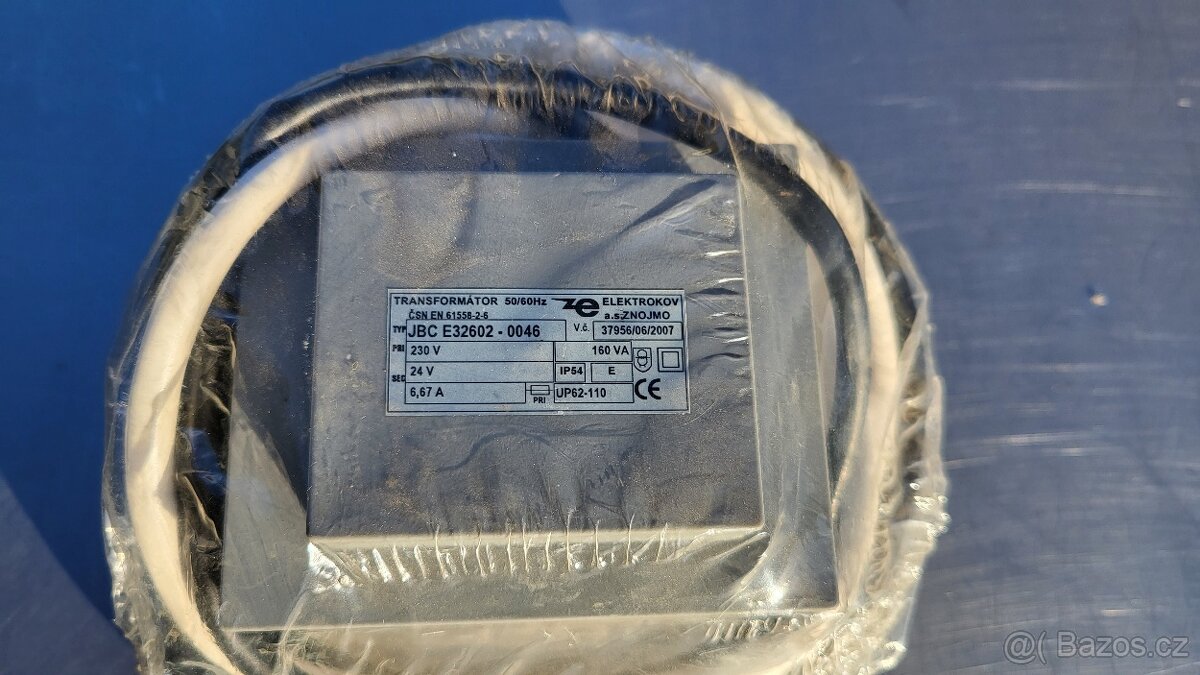 TRANSFORMÁTOR 50/60Hz ELEKTROKOV
ČSN EN 61558-2-6 a.s.ZNOJMO
TYP JBC E32602 - 0046 V.č. 37956/06/2007
PRI 230 V 160 VA
SEC 24 V IP54 E
6,67 A PRI UP62-110 CE
@( Bazos.cz